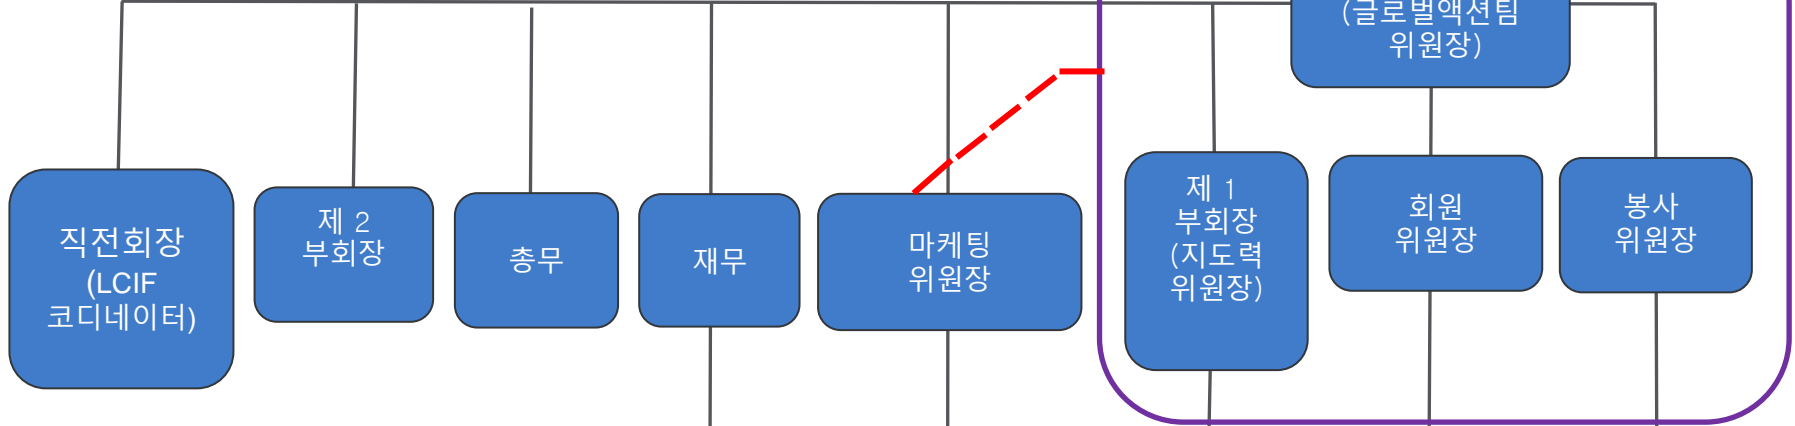 (글로벌액션팀
위원장)
직전회장
(LCIF
코디네이터)
제 2
부회장
총무
재무
마케팅
위원장
제 1
부회장
(지도력
위원장)
회원
위원장
봉사
위원장